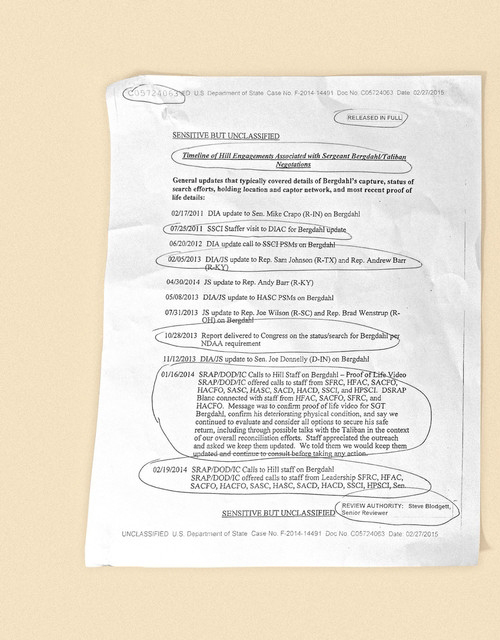 C05724063 ED U.S. Department of State Case No. F-2014-14491 Doc No. C05724063 Date: 02/27/2015
RELEASED IN FULL
SENSITIVE BUT UNCLASSIFIED
Timeline of Hill Engagements Associated with Sergeant Bergdahl/Taliban
Negotations
General updates that typically covered details of Bergdahl's capture, status of
search efforts, holding location and captor network, and most recent proof of
life details:
02/17/2011 DIA update to Sen. Mike Crapo (R-IN) on Bergdahl
07/25/2011 SSCI Staffer visit to DIAC for Bergdahl update
06/20/2012 DIA update call to SSCI PSMs on Bergdahl
02/05/2013 DIA/JS update to Rep. Sam Johnson (R-TX) and Rep. Andrew Barr
(R-KY)
04/30/2014 JS update to Rep. Andy Barr (R-KY)
05/08/2013 DIA/JS update to HASC PSMs on Bergdahl
07/31/2013 JS update to Rep. Joe Wilson (R-SC) and Rep. Brad Wenstrup (R-
OH) on Bergdahl
10/28/2013 Report delivered to Congress on the status/search for Bergdahl per
NDAA requirement
11/12/2013 DIA/JS update to Sen. Joe Donnelly (D-IN) on Bergdahl
01/16/2014 SRAP/DOD/IC Calls to Hill Staff on Bergdahl – Proof of Life Video
SRAP/DOD/IC offered calls to staff from SFRC, HFAC, SACFO,
HACFO, SASC, HASC, SACD, HACD, SSCI, and HPSCI. DSRAP
Blanc connected with staff from HFAC, SACFO, SFRC, and
HACFO. Message was to confirm proof of life video for SGT
Bergdahl, confirm his deteriorating physical condition, and say we
continued to evaluate and consider all options to secure his safe
return, including through possible talks with the Taliban in the context
of our overall reconciliation efforts. Staff appreciated the outreach
and asked we keep them updated. We told them we would keep them
updated and continue to consult before taking any action.
02/19/2014 SRAP/DOD/IC Calls to Hill staff on Bergdahl
SRAP/DOD/IC offered calls to staff from Leadership SFRC, HFAC,
SACFO, HACFO, SASC, HASC, SACD, HACD, SSCI, HPSCI, Sen.
SENSITIVE BUT UNCLASSIFIED
REVIEW AUTHORITY: Steve Blodgett,
Senior Reviewer
UNCLASSIFIED U.S. Department of State Case No. F-2014-14491 Doc No. C05724063 Date: 02/27/2015